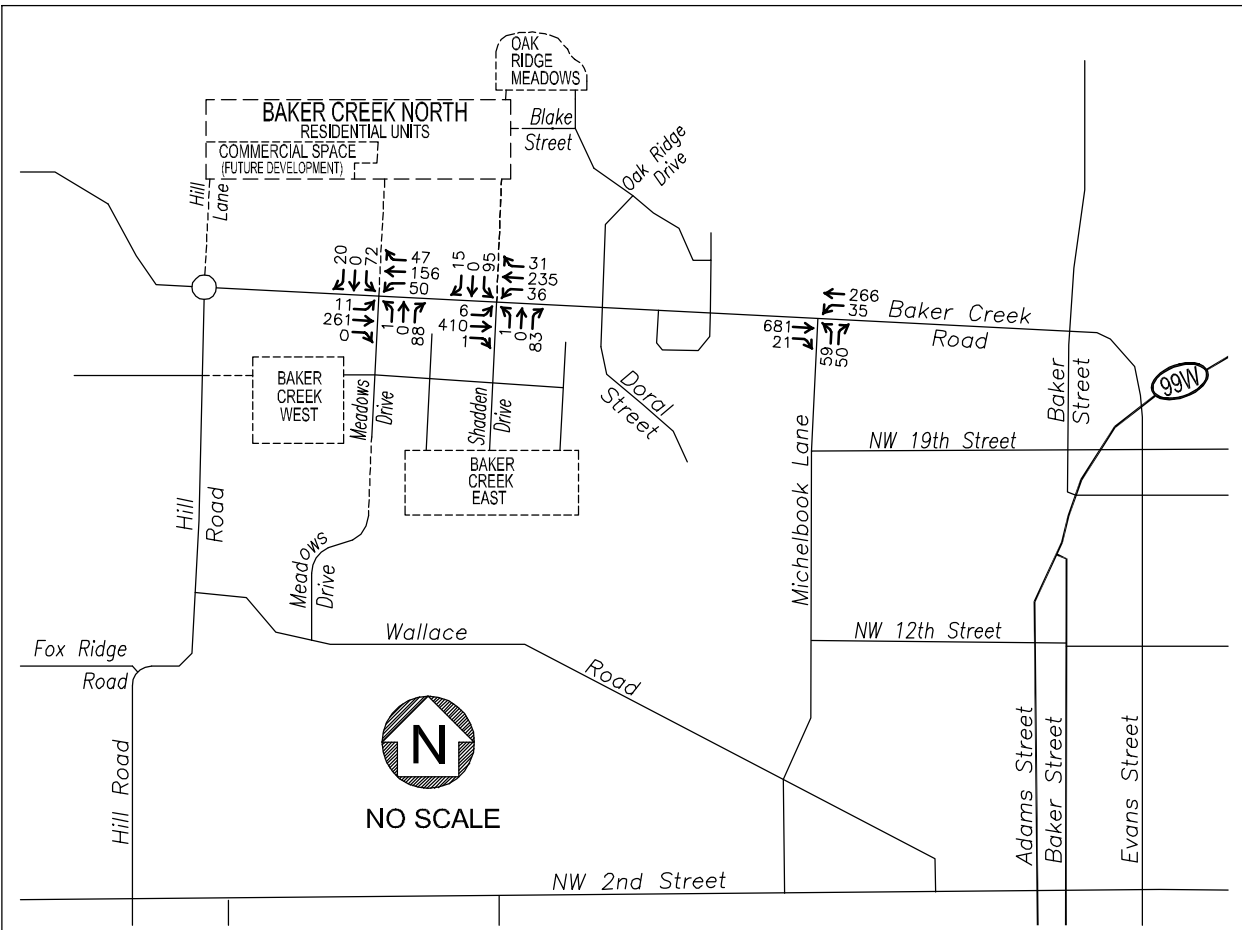 OAK
RIDGE
MEADOWS
BAKER CREEK NORTH
RESIDENTIAL UNITS
COMMERCIAL SPACE
(FUTURE DEVELOPMENT)
Blake
Street
Hill
Lane
Oak Ridge
Drive
20
0
72
47
156
50
11
261
0
1
0
88
15
0
95
31
235
36
6
410
1
1
0
83
266
35
681
21
59
50
Baker Creek
Road
BAKER
CREEK
WEST
Meadows
Drive
Shadden
Drive
BAKER
CREEK
EAST
Doral
Street
Baker
Street
99W
NW 19th Street
Hill
Road
Michelbook Lane
Meadows
Drive
Wallace
Road
NW 12th Street
Fox Ridge
Road
Hill Road
N
NO SCALE
Adams Street
Baker Street
Evans Street
NW 2nd Street